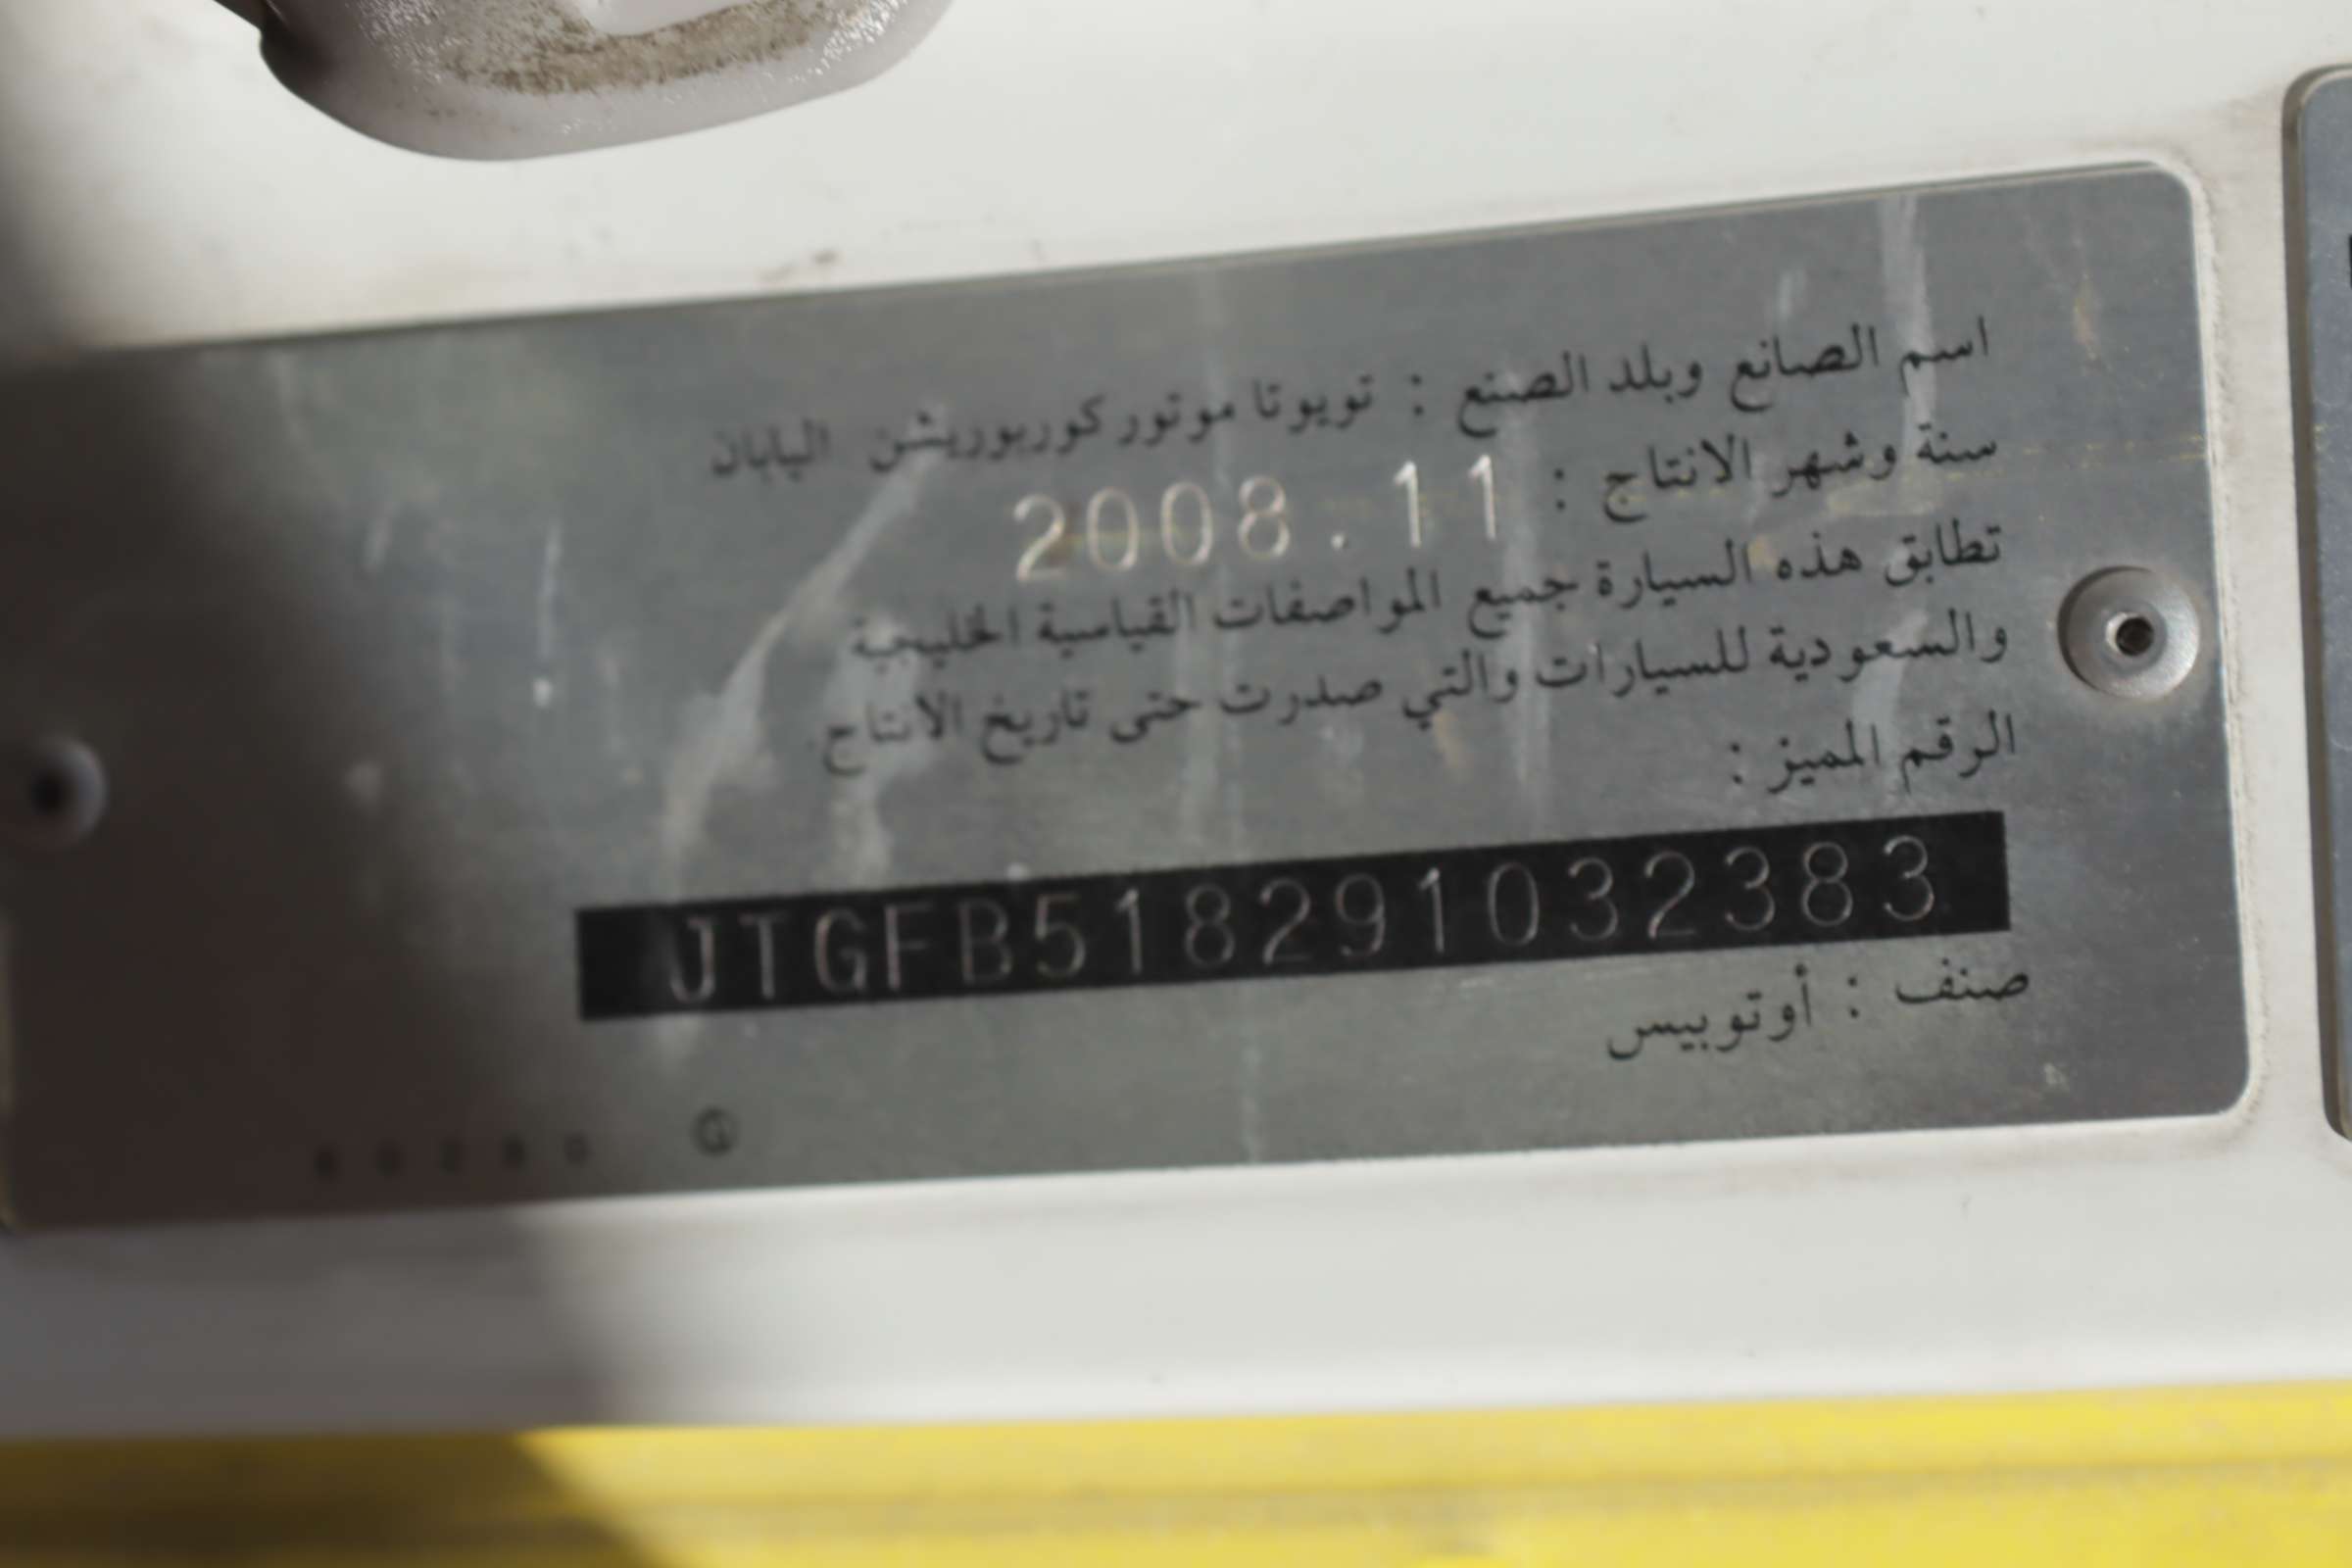 اسم الصانع وبلد الصنع : تويوتا موتور كوربوريشن اليابان
سنة وشهر الانتاج : 2008.11
تطابق هذه السيارة جميع المواصفات القياسية الخليجية
والسعودية للسيارات والتي صدرت حتى تاريخ الانتاج.
الرقم المميز :
JTGFB518291032383
صنف : أوتوبيس
G